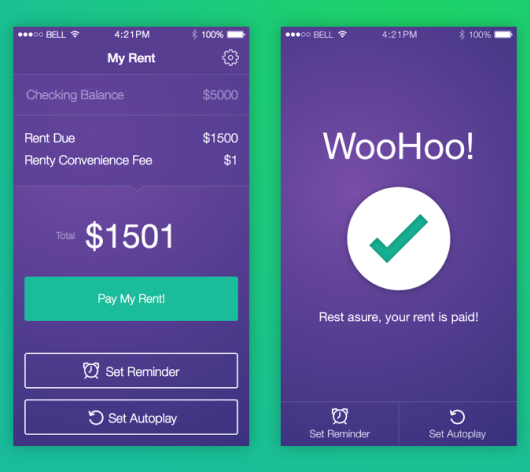 BELL 4:21PM 100%
My Rent
Checking Balance $5000
Rent Due $1500
Renty Convenience Fee $1
Total $1501
Pay My Rent!
Set Reminder
Set Autoplay
BELL 4:21PM 100%
WooHoo!
Rest asure, your rent is paid!
Set Reminder Set Autoplay